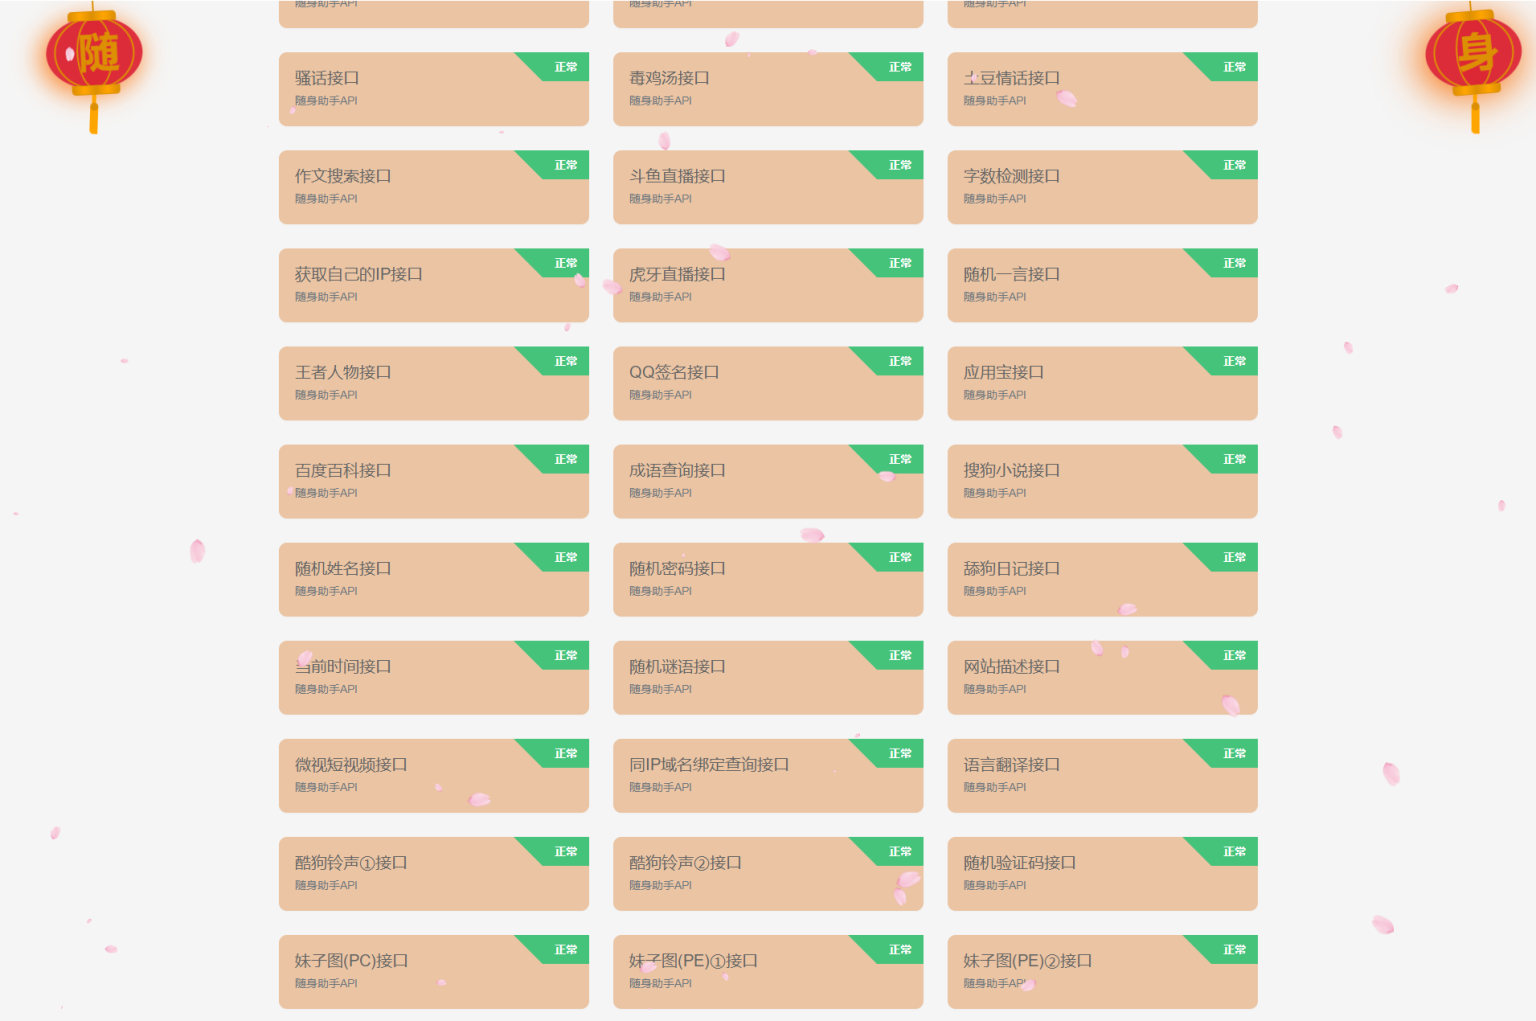 随
身
随身助手API
随身助手API
随身助手API
骚话接口
正常
随身助手API
毒鸡汤接口
正常
随身助手API
土豆情话接口
正常
随身助手API
作文搜索接口
正常
随身助手API
斗鱼直播接口
正常
随身助手API
字数检测接口
正常
随身助手API
获取自己的IP接口
正常
随身助手API
虎牙直播接口
正常
随身助手API
随机一言接口
正常
随身助手API
王者人物接口
正常
随身助手API
QQ签名接口
正常
随身助手API
应用宝接口
正常
随身助手API
百度百科接口
正常
随身助手API
成语查询接口
正常
随身助手API
搜狗小说接口
正常
随身助手API
随机姓名接口
正常
随身助手API
随机密码接口
正常
随身助手API
舔狗日记接口
正常
随身助手API
当前时间接口
正常
随身助手API
随机谜语接口
正常
随身助手API
网站描述接口
正常
随身助手API
微视短视频接口
正常
随身助手API
同IP域名绑定查询接口
正常
随身助手API
语言翻译接口
正常
随身助手API
酷狗铃声①接口
正常
随身助手API
酷狗铃声②接口
正常
随身助手API
随机验证码接口
正常
随身助手API
妹子图(PC)接口
正常
随身助手API
妹子图(PE)①接口
正常
随身助手API
妹子图(PE)②接口
正常
随身助手API